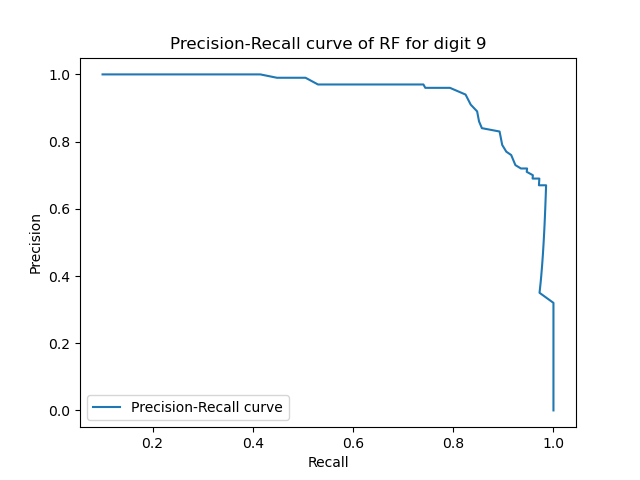 Precision-Recall curve of RF for digit 9
1.0
0.8
0.6
0.4
0.2
0.0
Precision
Precision-Recall curve
0.2 0.4 0.6 0.8 1.0
Recall